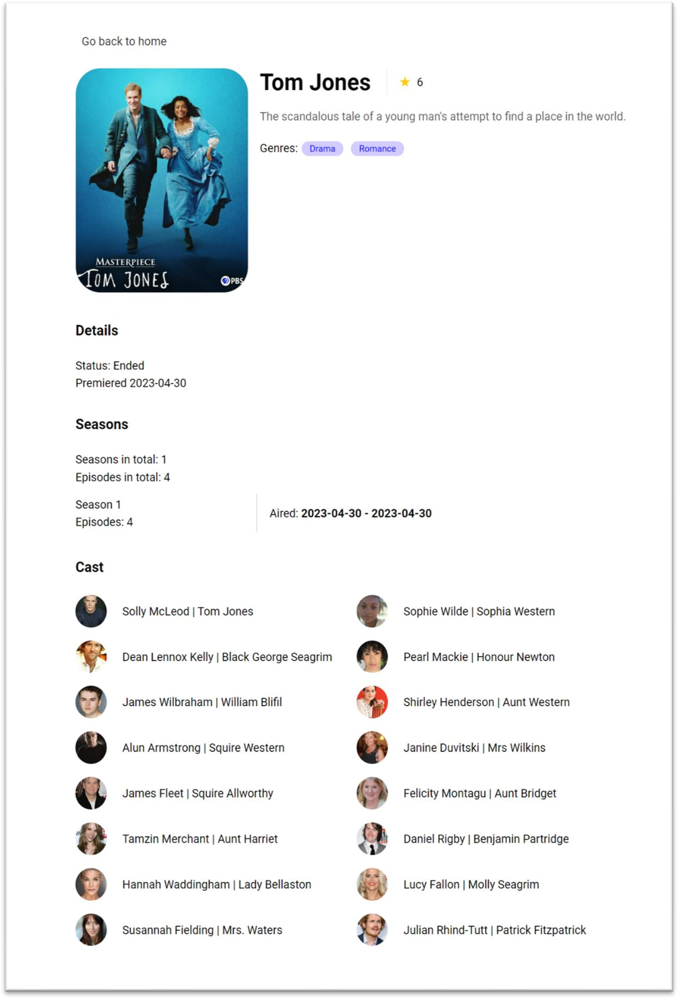 Go back to home
Tom Jones
6
The scandalous tale of a young man's attempt to find a place in the world.
Genres: Drama Romance
MASTERPIECE
TOM JONES
PBS
Details
Status: Ended
Premiered 2023-04-30
Seasons
Seasons in total: 1
Episodes in total: 4
Season 1
Episodes: 4
Aired: 2023-04-30 - 2023-04-30
Cast
Solly McLeod | Tom Jones
Sophie Wilde | Sophia Western
Dean Lennox Kelly | Black George Seagrim
Pearl Mackie | Honour Newton
James Wilbraham | William Blifil
Shirley Henderson | Aunt Western
Alun Armstrong | Squire Western
Janine Duvitski | Mrs Wilkins
James Fleet | Squire Allworthy
Felicity Montagu | Aunt Bridget
Tamzin Merchant | Aunt Harriet
Daniel Rigby | Benjamin Partridge
Hannah Waddingham | Lady Bellaston
Lucy Fallon | Molly Seagrim
Susannah Fielding | Mrs. Waters
Julian Rhind-Tutt | Patrick Fitzpatrick